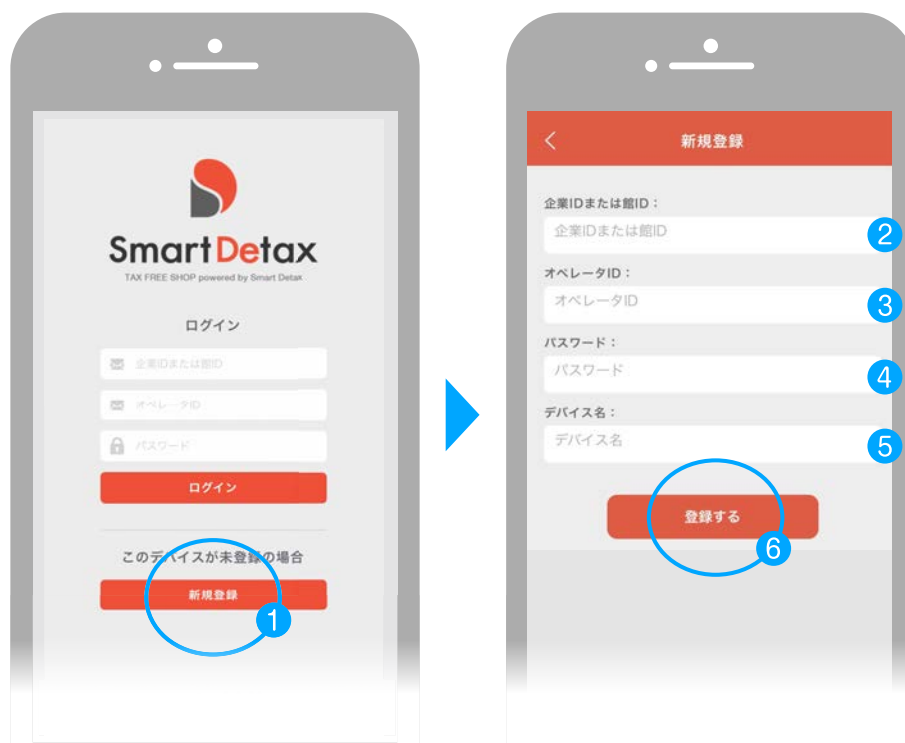 SmartDetax
TAX FREE SHOP powered by Smart Detax
ログイン
企業IDまたは館ID
オペレータID
パスワード
ログイン
このデバイスが未登録の場合
新規登録
1
新規登録
企業IDまたは館ID：
企業IDまたは館ID
2
オペレータID：
オペレータID
3
パスワード：
パスワード
4
デバイス名：
デバイス名
5
登録する
6